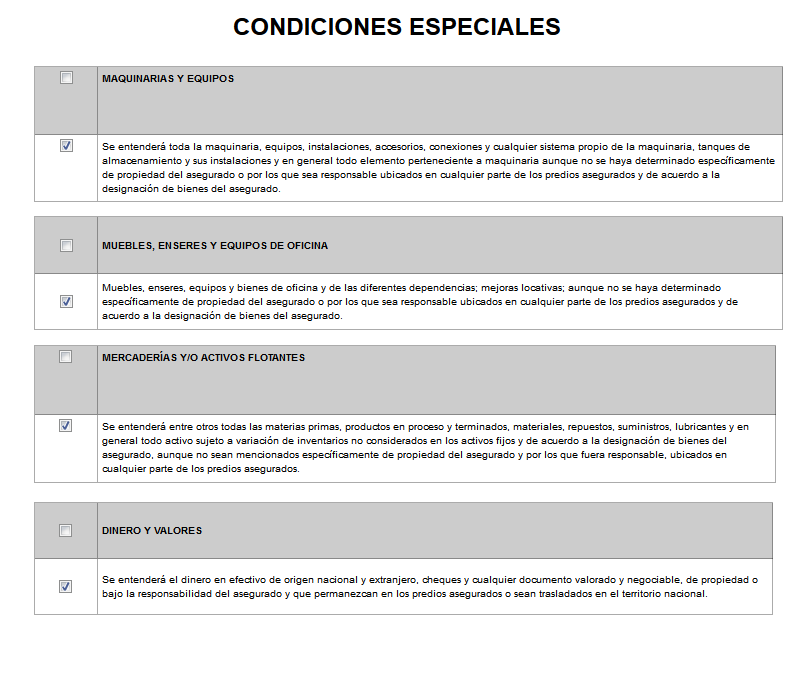 CONDICIONES ESPECIALES
MAQUINARIAS Y EQUIPOS
Se entenderá toda la maquinaria, equipos, instalaciones, accesorios, conexiones y cualquier sistema propio de la maquinaria, tanques de
almacenamiento y sus instalaciones y en general todo elemento perteneciente a maquinaria aunque no se haya determinado específicamente
de propiedad del asegurado o por los que sea responsable ubicados en cualquier parte de los predios asegurados y de acuerdo a la
designación de bienes del asegurado.
MUEBLES, ENSERES Y EQUIPOS DE OFICINA
Muebles, enseres, equipos y bienes de oficina y de las diferentes dependencias; mejoras locativas; aunque no se haya determinado
específicamente de propiedad del asegurado o por los que sea responsable ubicados en cualquier parte de los predios asegurados y de
acuerdo a la designación de bienes del asegurado.
MERCADERÍAS Y/O ACTIVOS FLOTANTES
Se entenderá entre otros todas las materias primas, productos en proceso y terminados, materiales, repuestos, suministros, lubricantes y en
general todo activo sujeto a variación de inventarios no considerados en los activos fijos y de acuerdo a la designación de bienes del
asegurado, aunque no sean mencionados específicamente de propiedad del asegurado y por los que fuera responsable, ubicados en
cualquier parte de los predios asegurados.
DINERO Y VALORES
Se entenderá el dinero en efectivo de origen nacional y extranjero, cheques y cualquier documento valorado y negociable, de propiedad o
bajo la responsabilidad del asegurado y que permanezcan en los predios asegurados o sean trasladados en el territorio nacional.